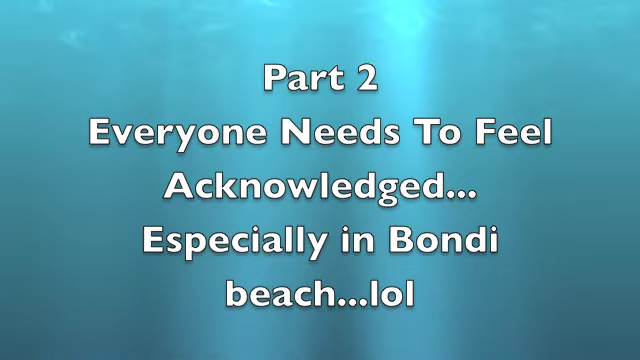 Part 2
Everyone Needs To Feel
Acknowledged...
Especially in Bondi
beach...lol